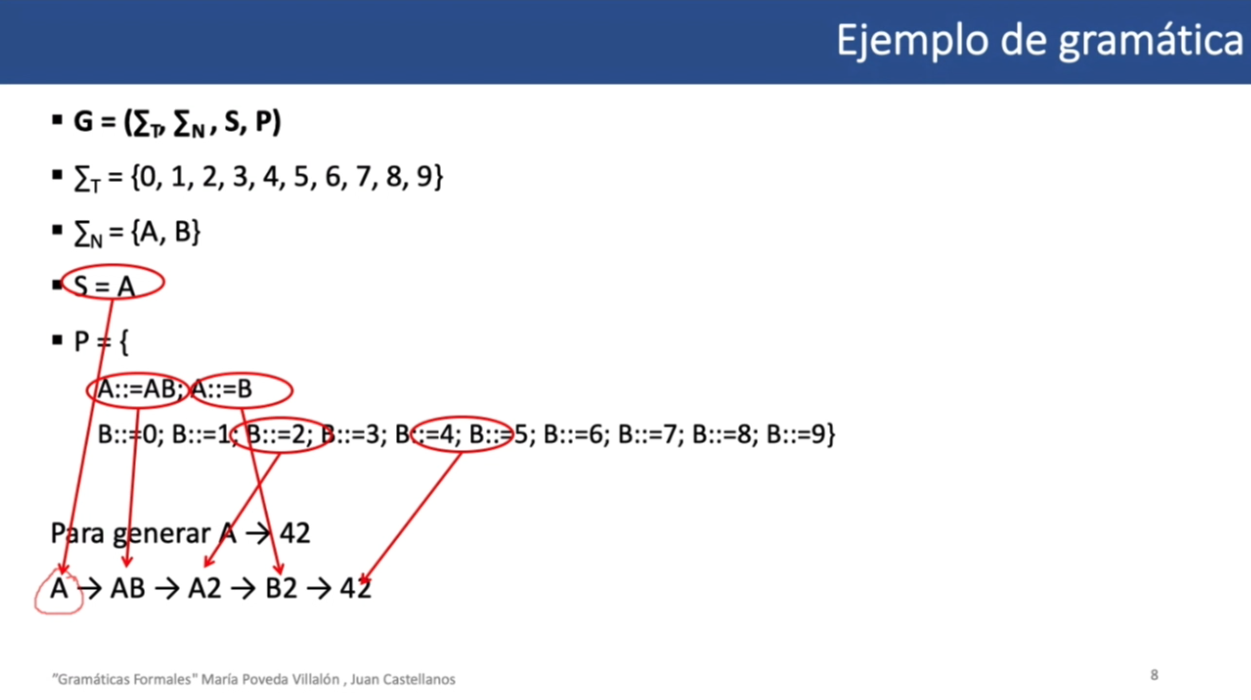 Ejemplo de gramática
▪ G = (∑T, ∑N , S, P)
▪ ∑T = {0, 1, 2, 3, 4, 5, 6, 7, 8, 9}
▪ ∑N = {A, B}
▪ S = A
▪ P = {
A::=AB; A::=B
B::=0; B::=1; B::=2; B::=3; B::=4; B::=5; B::=6; B::=7; B::=8; B::=9}
Para generar A → 42
A → AB → A2 → B2 → 42
"Gramáticas Formales" María Poveda Villalón , Juan Castellanos
8